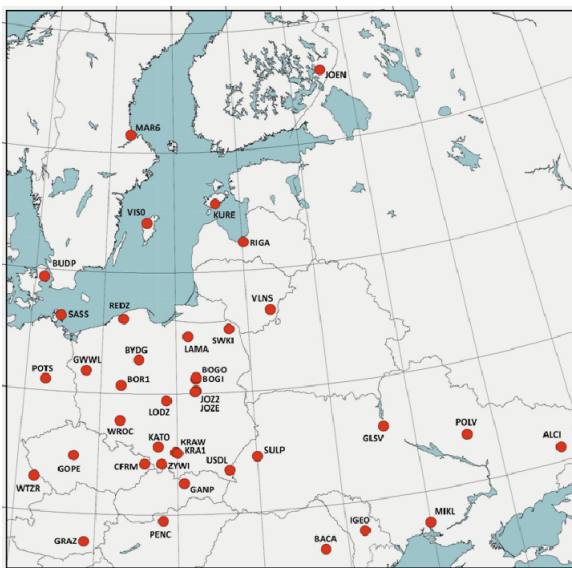 JOEN
MAR6
KURE
VIS0
RIGA
BUDP
VLNS
SASS
REDZ
SWKI
LAMA
BYDG
GWWL
POTS
BOGO
BOGI
BOR1
JOZ2
JOZE
LODZ
WROC
GLSV
POLV
ALCI
KATO
KRAW
KRA1
GOPE
CFRM
ZYWI
USDL
SULP
WTZR
GANP
PENC
IGEO
MIKL
GRAZ
BACA